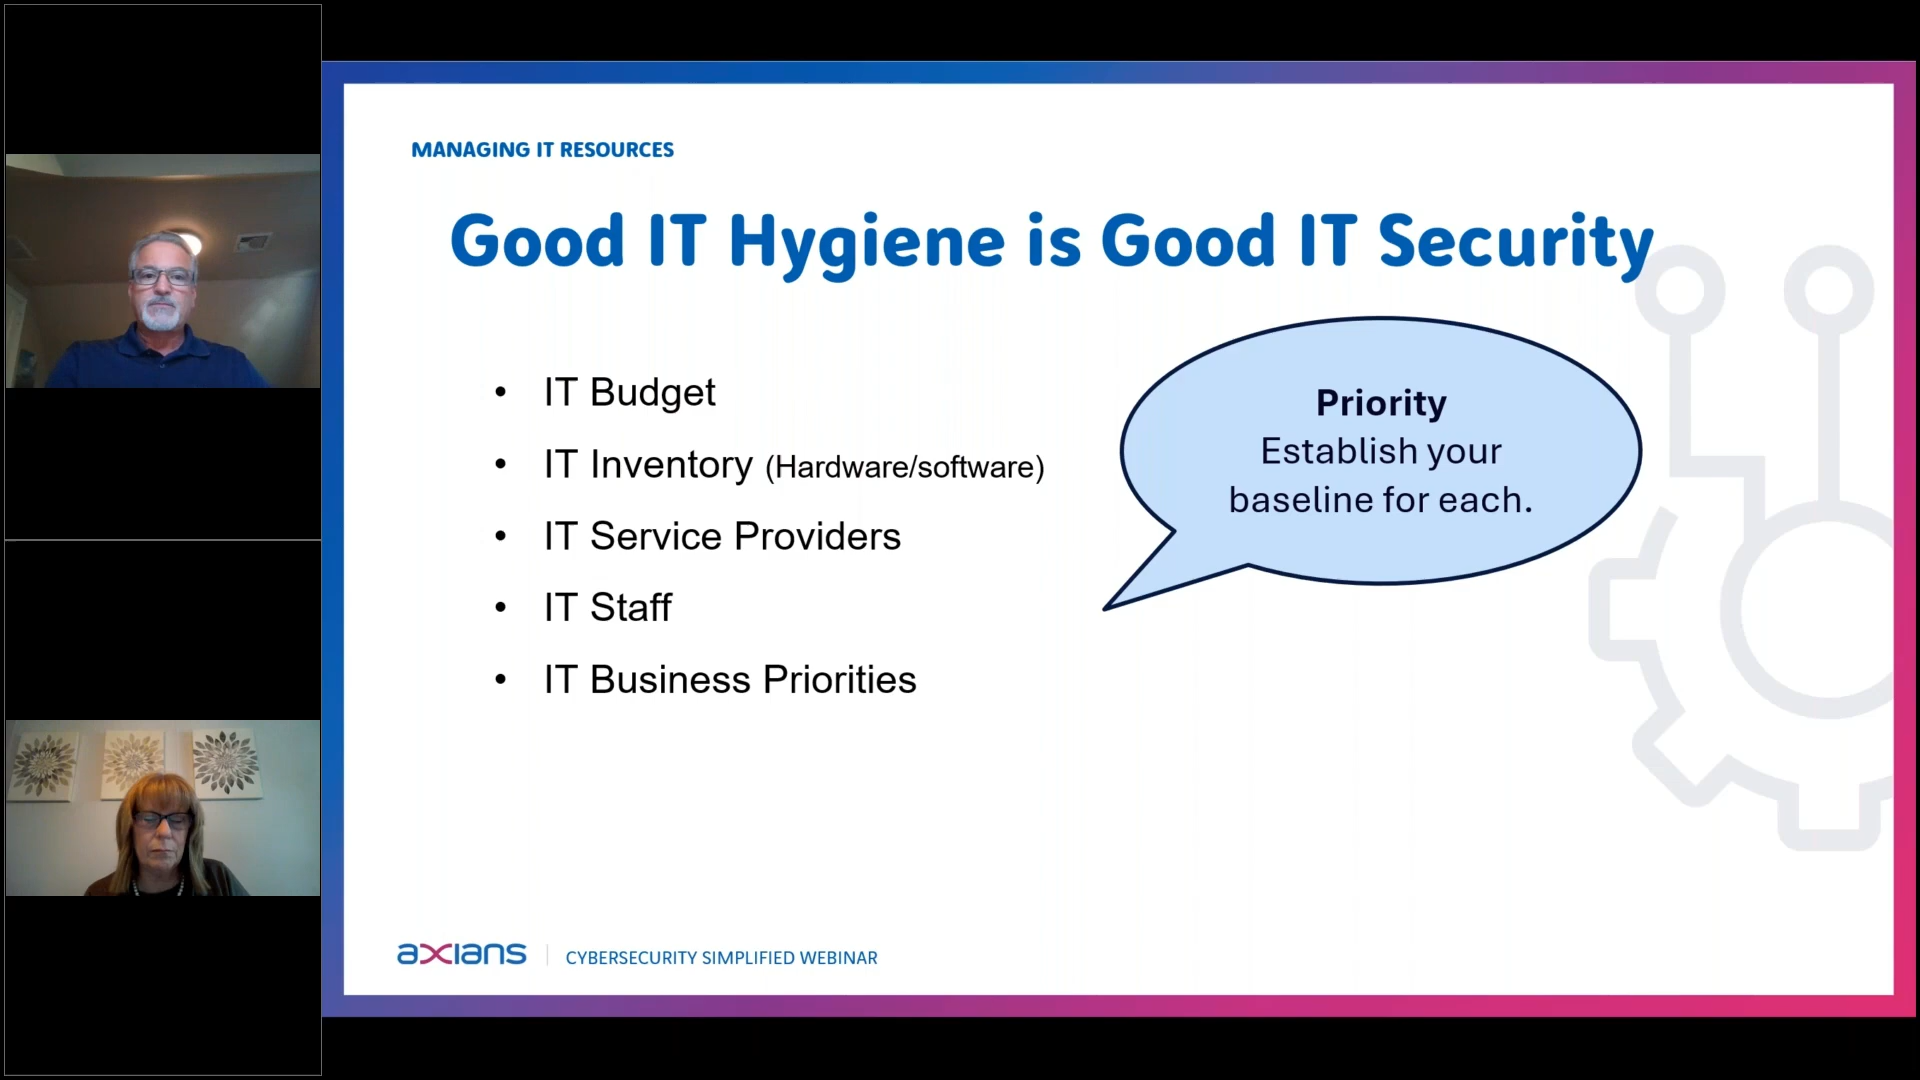 MANAGING IT RESOURCES
Good IT Hygiene is Good IT Security
• IT Budget
• IT Inventory (Hardware/software)
• IT Service Providers
• IT Staff
• IT Business Priorities
Priority
Establish your
baseline for each.
axians
CYBERSECURITY SIMPLIFIED WEBINAR